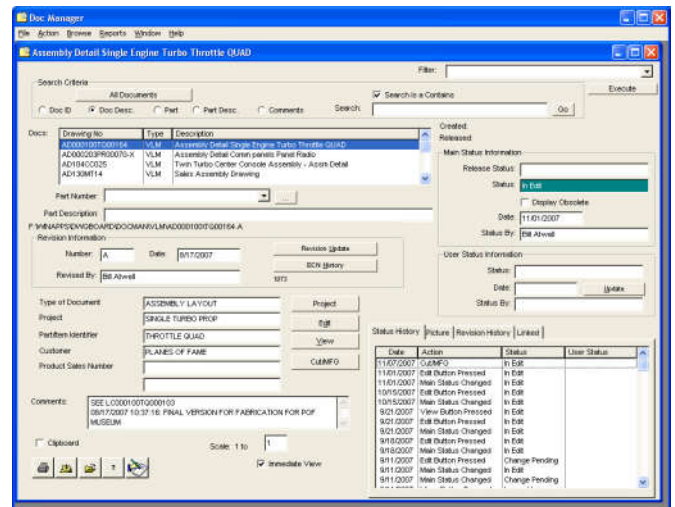 Doc Manager
File Action Browse Reports Window Help
Assembly Detail Single Engine Turbo Throttle QUAD
Filter:
Search Criteria
All Documents
Search is a Contains
Execute
Doc ID Doc Desc. Part Part Desc. Comments Search: Go
Docs: Drawing No Type Description
AD000100TQ00164 VLM Assembly Detail Single Engine Turbo Throttle QUAD
AD000203PR00070-X VLM Assembly Detail Comm panels Panel Radio
AD104CC025 VLM Twin Turbo Center Console Assembly - Assm Detail
AD130MT14 VLM Sales Assembly Drawing
Created:
Released:
Main Status Information
Release Status:
Status: In Edit
Display Obsolete
Date: 11/01/2007
Status By: Bill Atwell
Part Number: ...
Part Description:
Revision Information
Number: A Date: 8/17/2007 Revision Update
ECN History
Revised By: Bill Atwell 1073
User Status Information
Status:
Date: Update
Status By:
Type of Document ASSEMBLY LAYOUT Project
Project SINGLE TURBO PROP Edit
Part/Item Identifier THROTTLE QUAD View
Customer PLANES OF FAME
Product Sales Number Cut/MFG
Comments: SEE LC000100TQ000103
08/17/2007 10:37:16: FINAL VERSION FOR FABRICATION FOR POF
MUSEUM
Clipboard Scale: 1 to 1
? Immediate View
Status History Picture Revision History Linked
Date Action Status User Status
11/07/2007 Cut/MFG In Edit
11/01/2007 Edit Button Pressed In Edit
11/01/2007 Main Status Changed In Edit
10/15/2007 Edit Button Pressed In Edit
10/15/2007 Main Status Changed In Edit
9/21/2007 View Button Pressed In Edit
9/21/2007 Edit Button Pressed In Edit
9/21/2007 Main Status Changed In Edit
9/18/2007 Edit Button Pressed In Edit
9/18/2007 Main Status Changed In Edit
9/11/2007 Edit Button Pressed Change Pending
9/11/2007 Main Status Changed In Edit
9/11/2007 Main Status Changed Change Pending